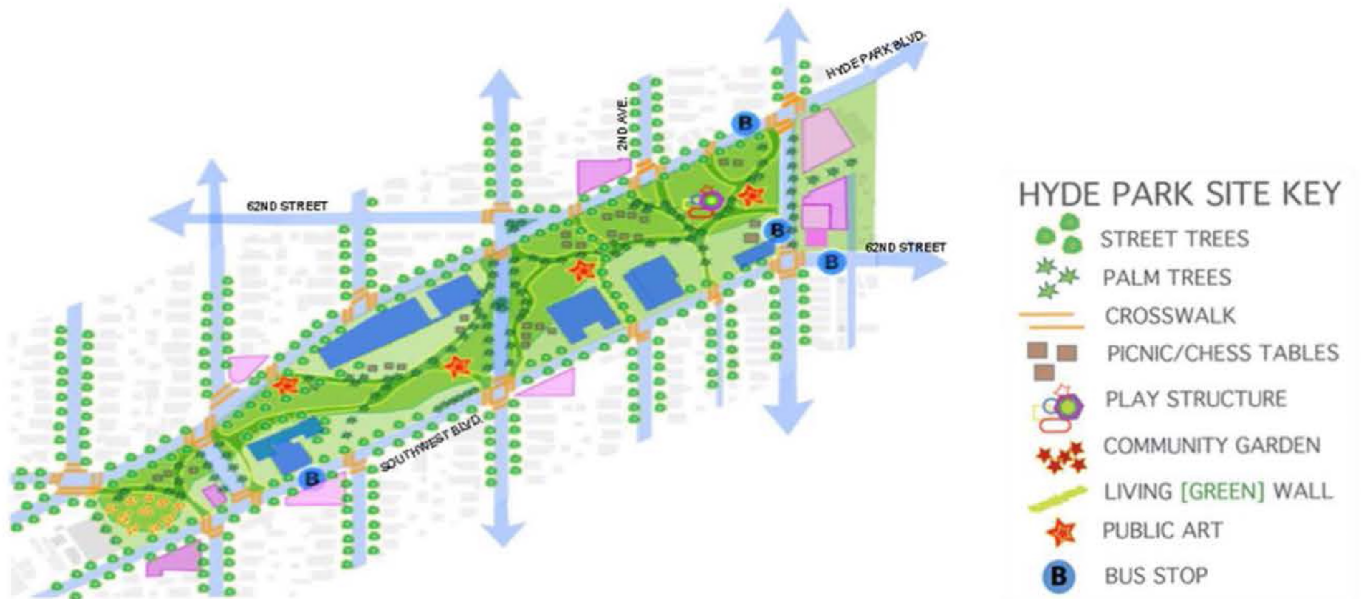 HYDE PARK BLVD.
2ND AVE.
B
62ND STREET
B
B
62ND STREET
SOUTHWEST BLVD.
B
HYDE PARK SITE KEY
STREET TREES
PALM TREES
CROSSWALK
PICNIC/CHESS TABLES
PLAY STRUCTURE
COMMUNITY GARDEN
LIVING [GREEN] WALL
PUBLIC ART
B BUS STOP